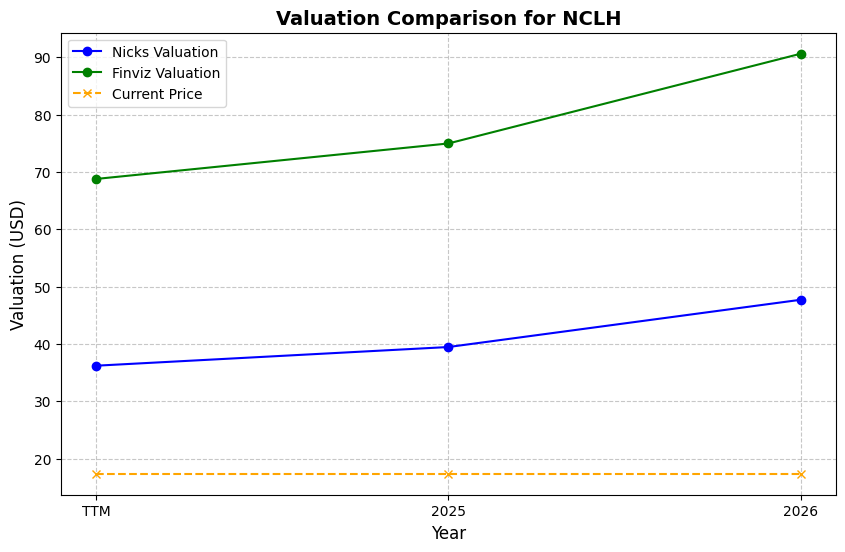 Valuation Comparison for NCLH
Nicks Valuation
Finviz Valuation
Current Price
Valuation (USD)
90
80
70
60
50
40
30
20
TTM
2025
2026
Year